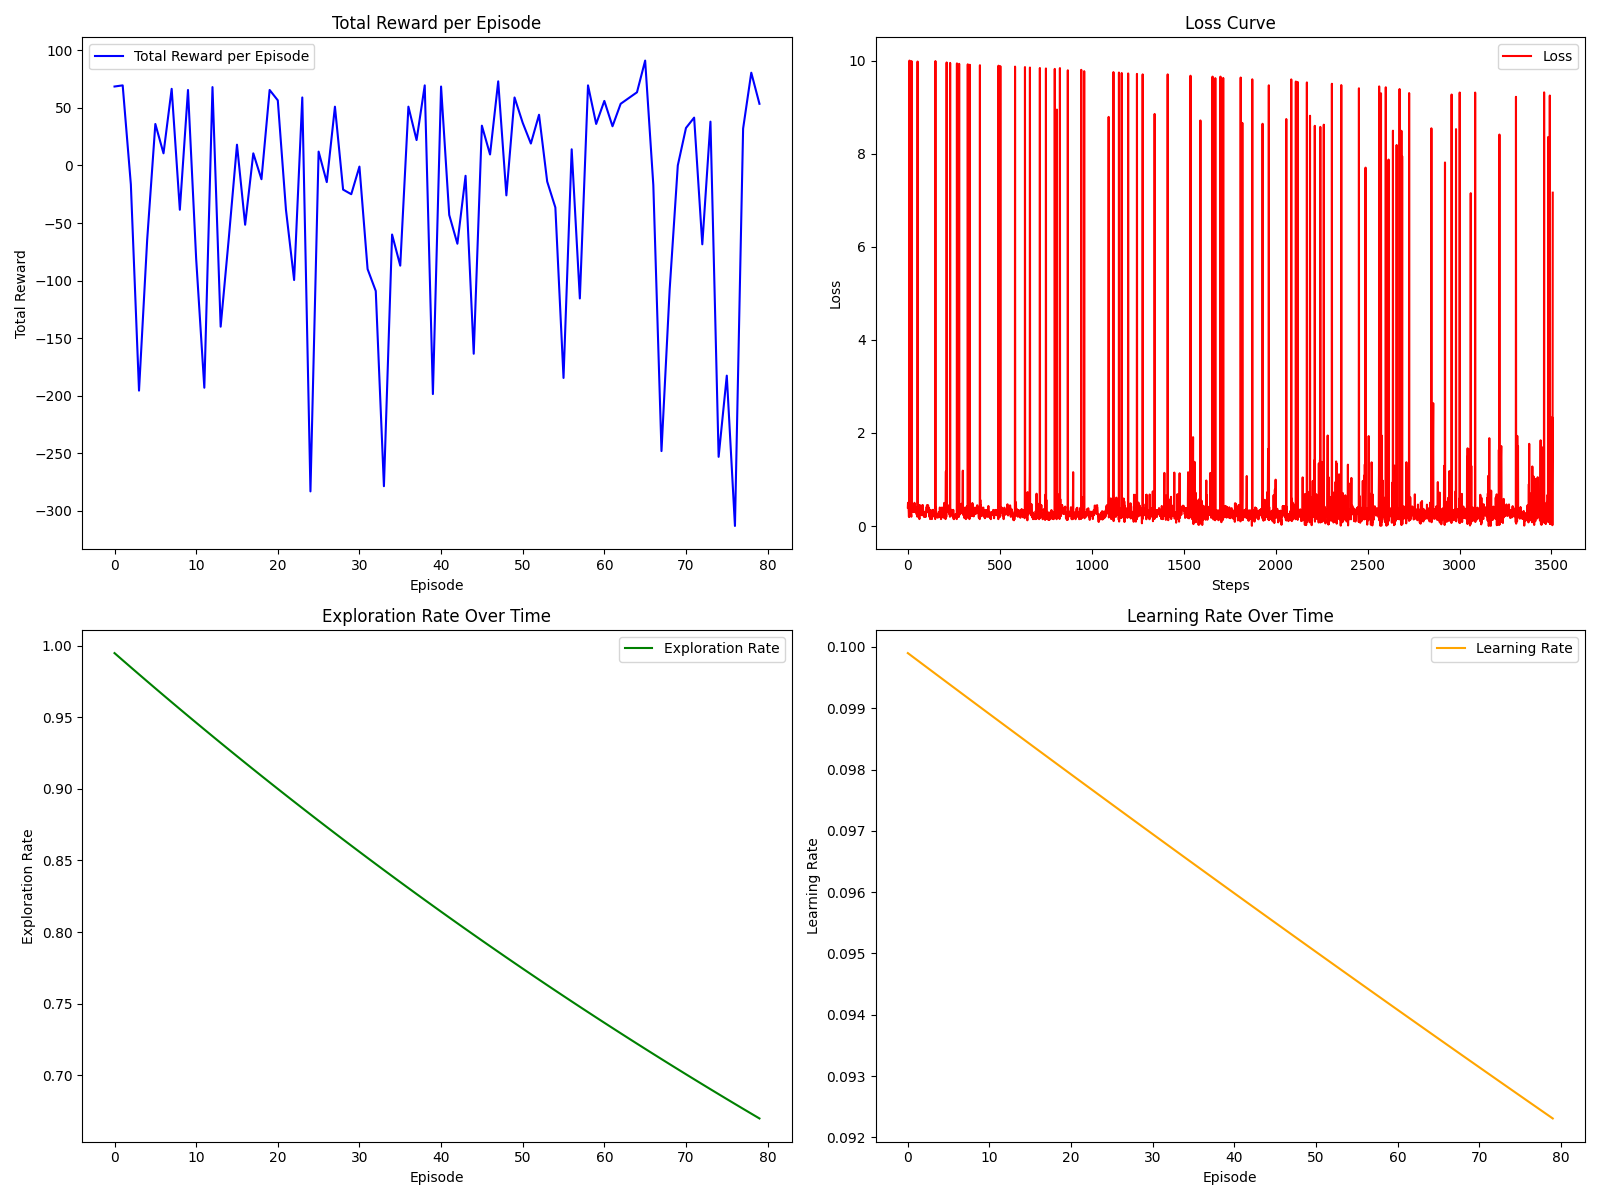 Total Reward per Episode
Total Reward per Episode
100
50
0
−50
−100
−150
−200
−250
−300
Total Reward
0 10 20 30 40 50 60 70 80
Episode
Loss Curve
Loss
10
8
6
4
2
0
Loss
0 500 1000 1500 2000 2500 3000 3500
Steps
Exploration Rate Over Time
Exploration Rate
1.00
0.95
0.90
0.85
0.80
0.75
0.70
Exploration Rate
0 10 20 30 40 50 60 70 80
Episode
Learning Rate Over Time
Learning Rate
0.100
0.099
0.098
0.097
0.096
0.095
0.094
0.093
0.092
Learning Rate
0 10 20 30 40 50 60 70 80
Episode